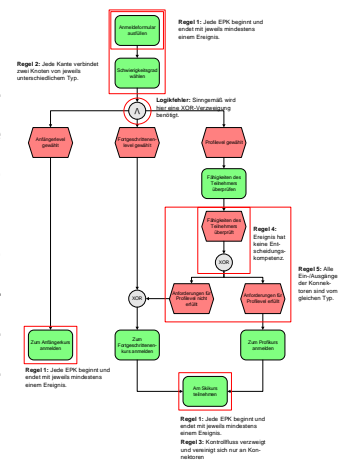 Anmeldeformular
ausfüllen
Regel 1: Jede EPK beginnt und
endet mit jeweils mindestens
einem Ereignis.
Regel 2: Jede Kante verbindet
zwei Knoten von jeweils
unterschiedlichem Typ.
Schwierigkeitsgrad
wählen
Logikfehler: Sinngemäß wird
hier eine XOR-Verzweigung
benötigt.
Λ
Anfängerlevel
gewählt
Fortgeschrittenen-
level gewählt
Profilevel gewählt
Fähigkeiten des
Teilnehmers
überprüfen
Fähigkeiten des
Teilnehmers
überprüft
Regel 4:
Ereignis hat
keine Ent-
scheidungs-
kompetenz.
XOR
Regel 5: Alle
Ein-/Ausgänge
der Konnek-
toren sind vom
gleichen Typ.
XOR
Anforderungen für
Profilevel nicht
erfüllt
Anforderungen für
Profilevel erfüllt
Zum Anfängerkurs
anmelden
Zum
Fortgeschrittenen-
kurs anmelden
Zum Profikurs
anmelden
Regel 1: Jede EPK beginnt und
endet mit jeweils mindestens
einem Ereignis.
Am Skikurs
teilnehmen
Regel 1: Jede EPK beginnt und
endet mit jeweils mindestens
einem Ereignis.
Regel 3: Kontrollfluss verzweigt
und vereinigt sich nur an Kon-
nektoren